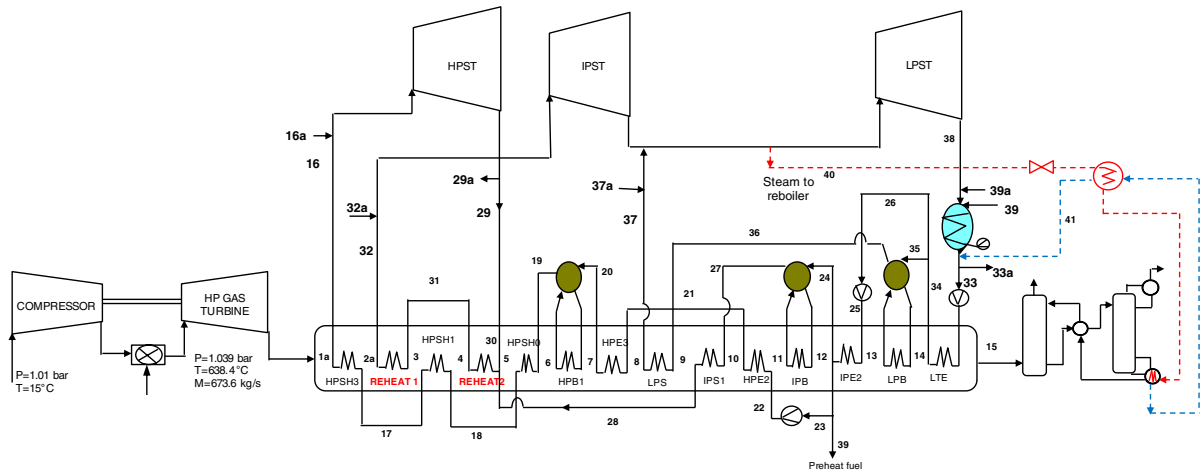 HPST
IPST
LPST
16a
16
38
40
Steam to
reboiler
29a
37a
39a
32a
29
37
26
39
41
32
36
35
33a
31
19
20
27
24
21
34
33
25
COMPRESSOR
HP GAS
TURBINE
HPSH1
30
HPSH0
HPE3
1a
2a
3
4
5
6
7
8
9
10
11
12
13
14
15
P=1.01 bar
T=15°C
P=1.039 bar
T=638.4°C
M=673.6 kg/s
HPSH3
REHEAT 1
REHEAT2
HPB1
LPS
IPS1
HPE2
IPB
IPE2
LPB
LTE
17
18
28
22
23
39
Preheat fuel